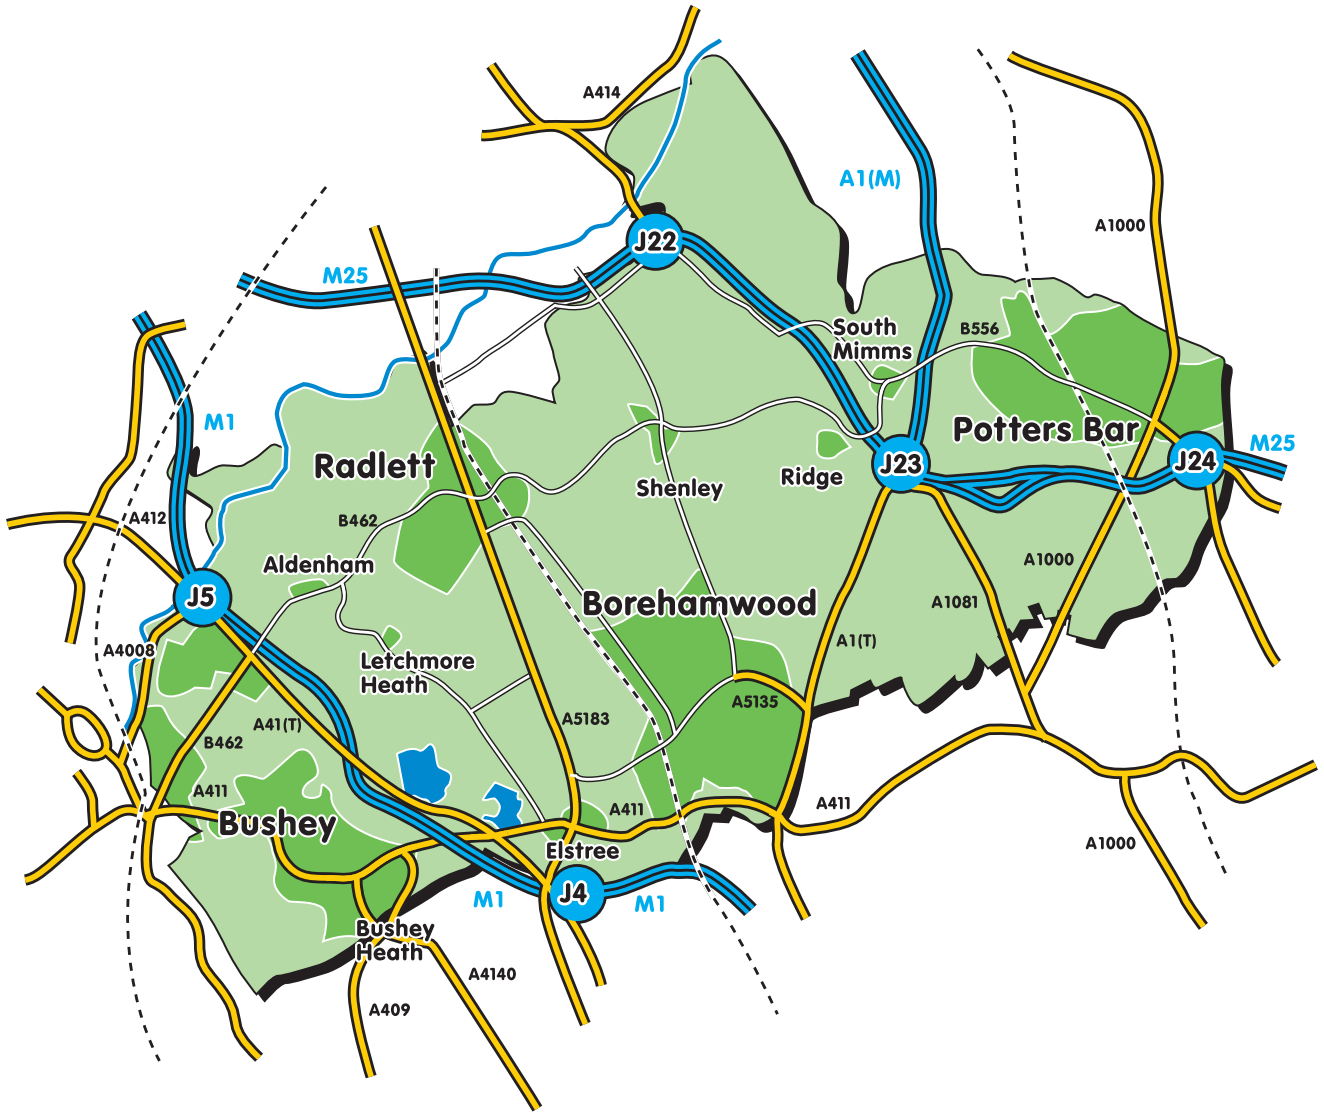 A414
A1(M)
A1000
J22
M25
South
Mimms
B556
M1
Potters Bar
M25
Radlett
J23
J24
Ridge
Shenley
A412
B462
Aldenham
A1000
J5
Borehamwood
A1081
A1(T)
A4008
Letchmore
Heath
A5135
A5183
A41(T)
B462
A411
A411
A411
Bushey
A1000
Elstree
J4
M1
M1
Bushey
Heath
A4140
A409